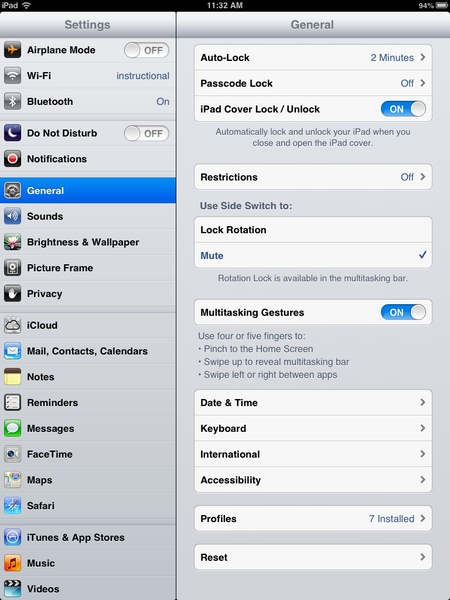 iPad 11:32 AM 94%
Settings
Airplane Mode OFF
Wi-Fi instructional
Bluetooth On
Do Not Disturb OFF
Notifications
General
Sounds
Brightness & Wallpaper
Picture Frame
Privacy
iCloud
Mail, Contacts, Calendars
Notes
Reminders
Messages
FaceTime
Maps
Safari
iTunes & App Stores
Music
Videos
General
Auto-Lock 2 Minutes
Passcode Lock Off
iPad Cover Lock / Unlock ON
Automatically lock and unlock your iPad when you
close and open the iPad cover.
Restrictions Off
Use Side Switch to:
Lock Rotation
Mute
Rotation Lock is available in the multitasking bar.
Multitasking Gestures ON
Use four or five fingers to:
• Pinch to the Home Screen
• Swipe up to reveal multitasking bar
• Swipe left or right between apps
Date & Time
Keyboard
International
Accessibility
Profiles 7 Installed
Reset